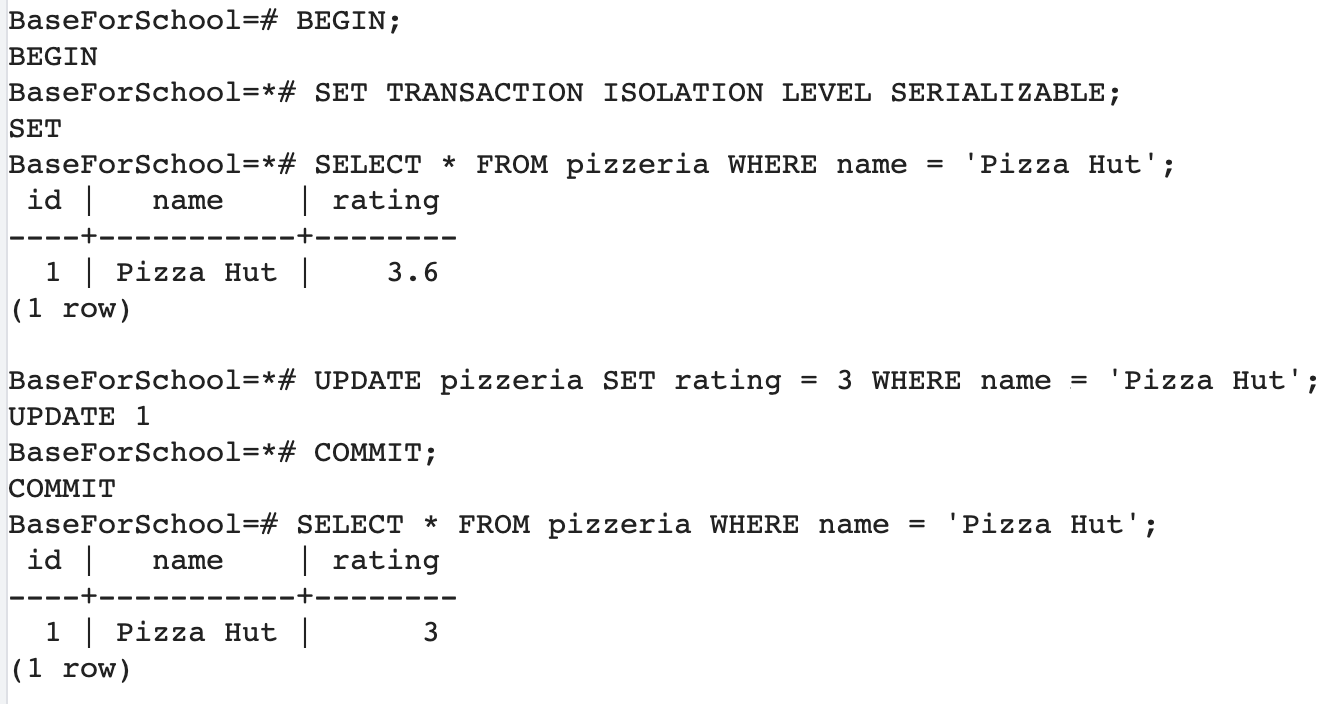 BaseForSchool=# BEGIN;
BEGIN
BaseForSchool=*# SET TRANSACTION ISOLATION LEVEL SERIALIZABLE;
SET
BaseForSchool=*# SELECT * FROM pizzeria WHERE name = 'Pizza Hut';
 id |   name    | rating
----+-----------+--------
  1 | Pizza Hut |    3.6
(1 row)

BaseForSchool=*# UPDATE pizzeria SET rating = 3 WHERE name = 'Pizza Hut';
UPDATE 1
BaseForSchool=*# COMMIT;
COMMIT
BaseForSchool=# SELECT * FROM pizzeria WHERE name = 'Pizza Hut';
 id |   name    | rating
----+-----------+--------
  1 | Pizza Hut |      3
(1 row)